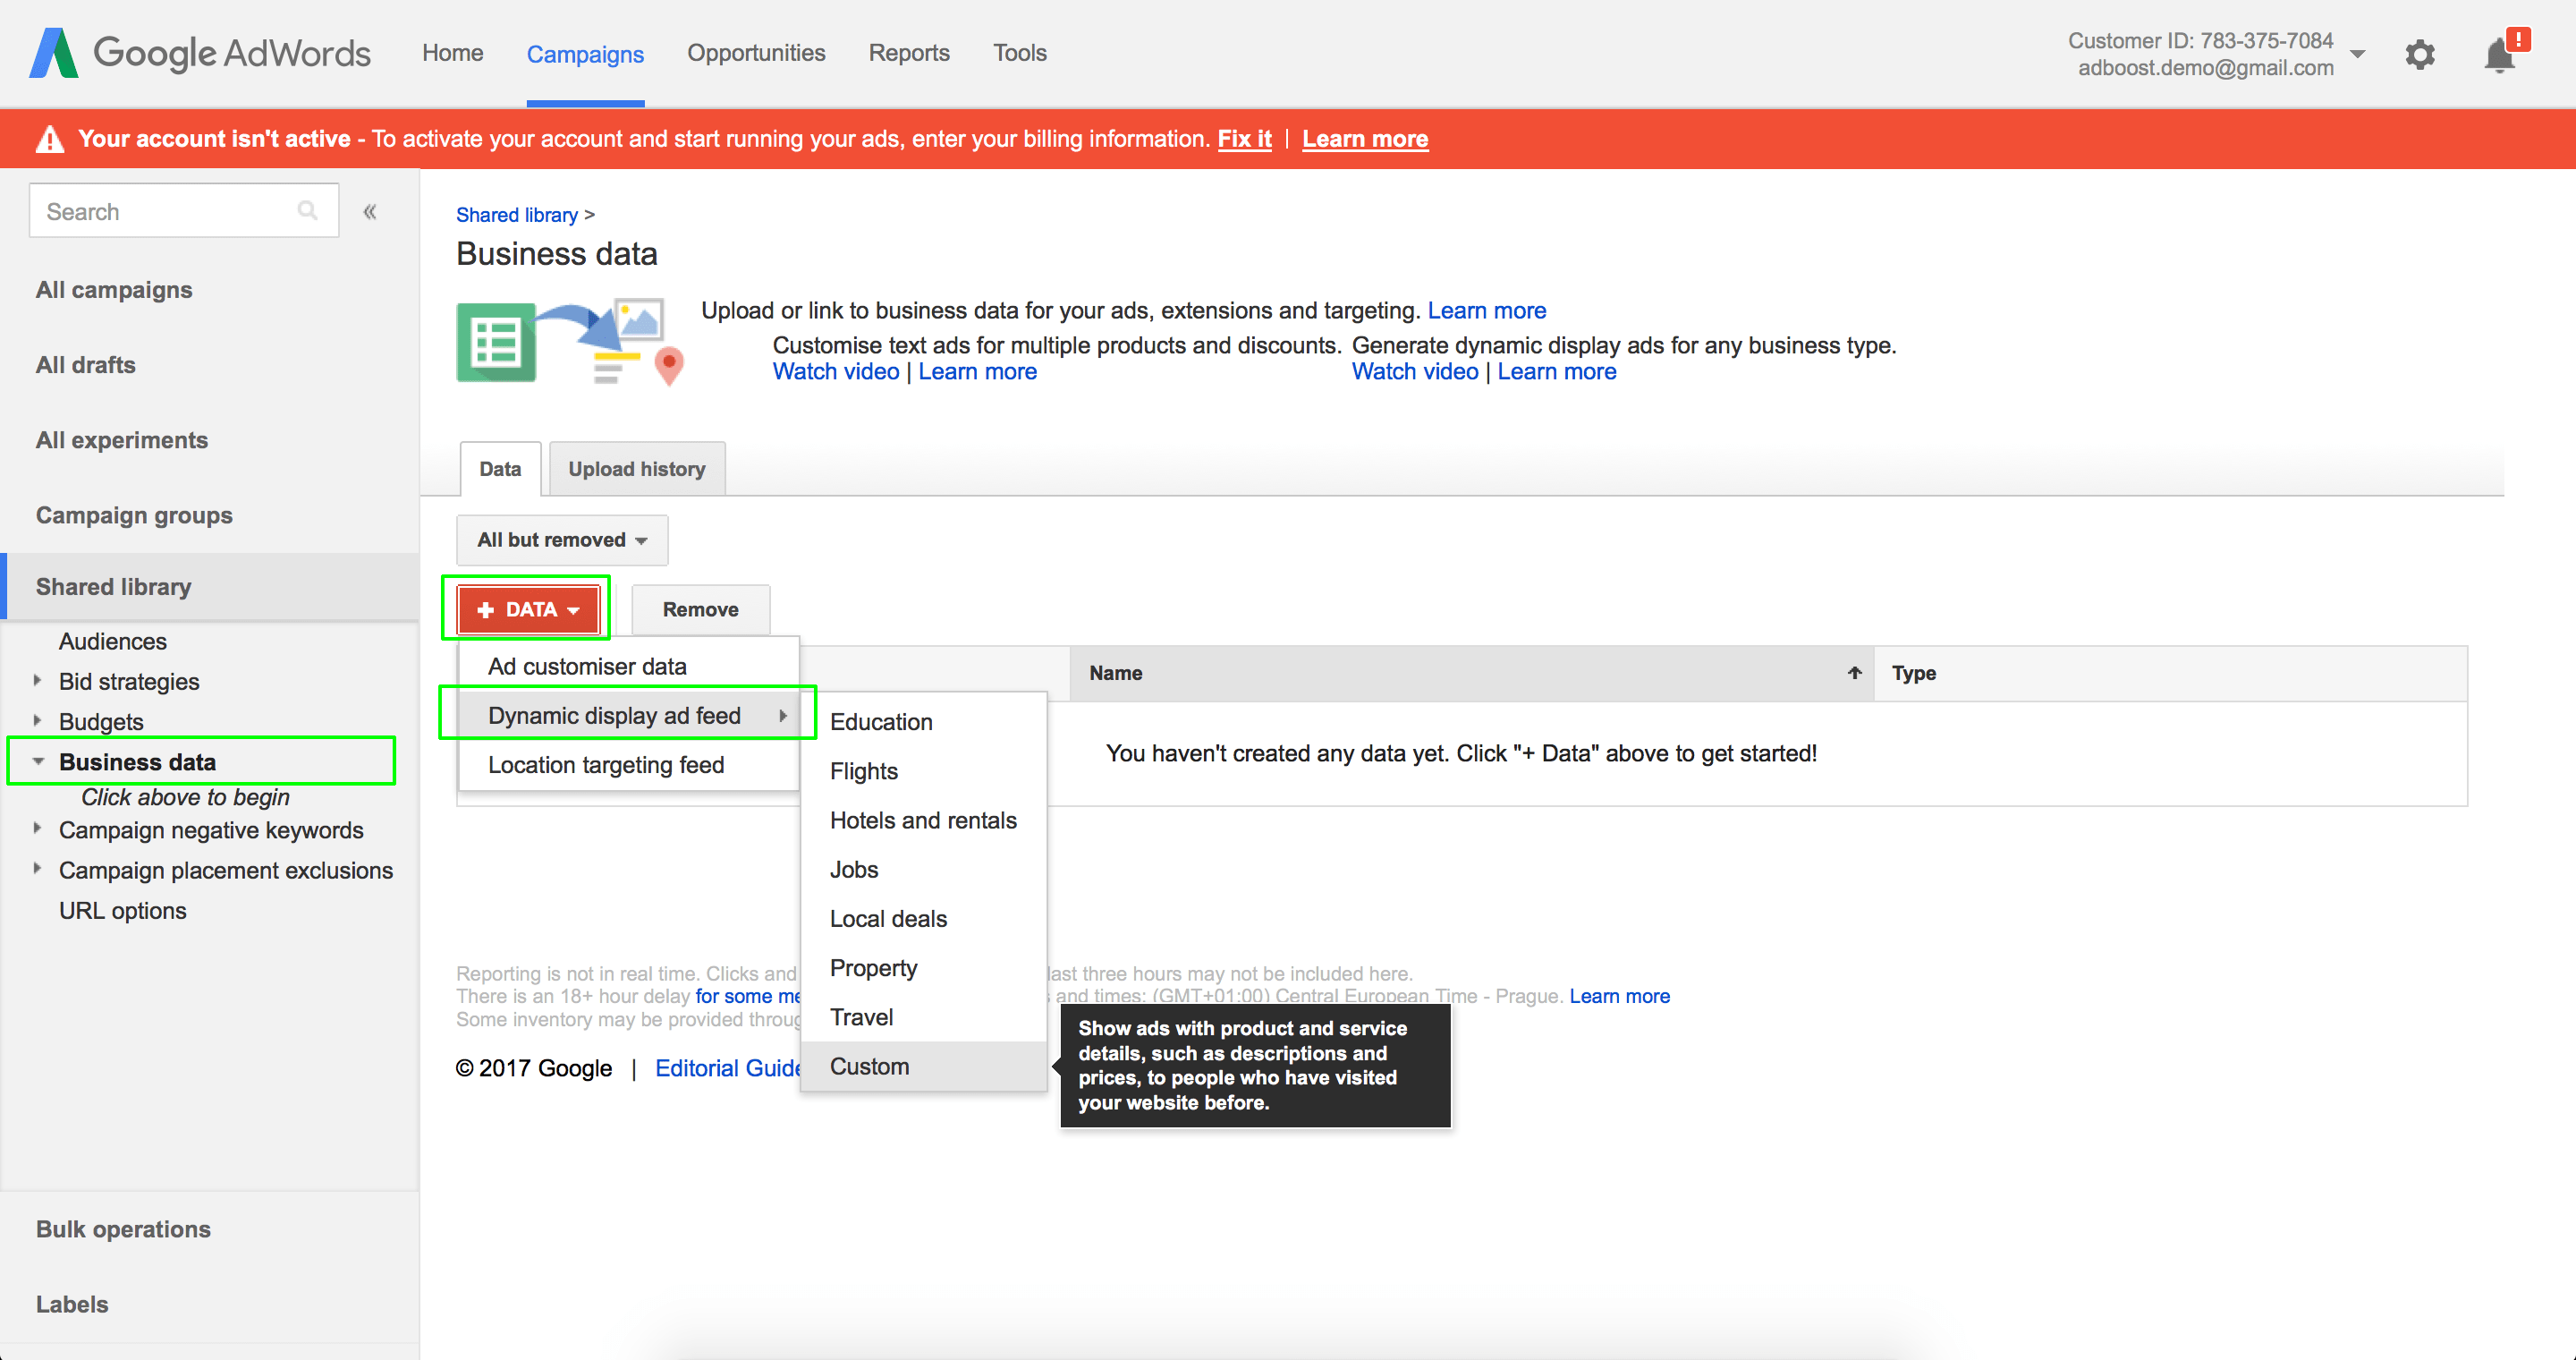 Google AdWords Home Campaigns Opportunities Reports Tools
Customer ID: 783-375-7084
adboost.demo@gmail.com
!
Your account isn't active - To activate your account and start running your ads, enter your billing information. Fix it | Learn more
Search «
All campaigns
All drafts
All experiments
Campaign groups
Shared library
Audiences
Bid strategies
Budgets
Business data
Click above to begin
Campaign negative keywords
Campaign placement exclusions
URL options
Bulk operations
Labels
Shared library >
Business data
Upload or link to business data for your ads, extensions and targeting. Learn more
Customise text ads for multiple products and discounts.
Watch video | Learn more
Generate dynamic display ads for any business type.
Watch video | Learn more
Data Upload history
All but removed
+ DATA Remove
Ad customiser data
Dynamic display ad feed
Location targeting feed
Education
Flights
Hotels and rentals
Jobs
Local deals
Property
Travel
Custom
Show ads with product and service
details, such as descriptions and
prices, to people who have visited
your website before.
Name Type
You haven't created any data yet. Click "+ Data" above to get started!
Reporting is not in real time. Clicks and last three hours may not be included here.
There is an 18+ hour delay for some and times: (GMT+01:00) Central European Time - Prague. Learn more
Some inventory may be provided
© 2017 Google | Editorial